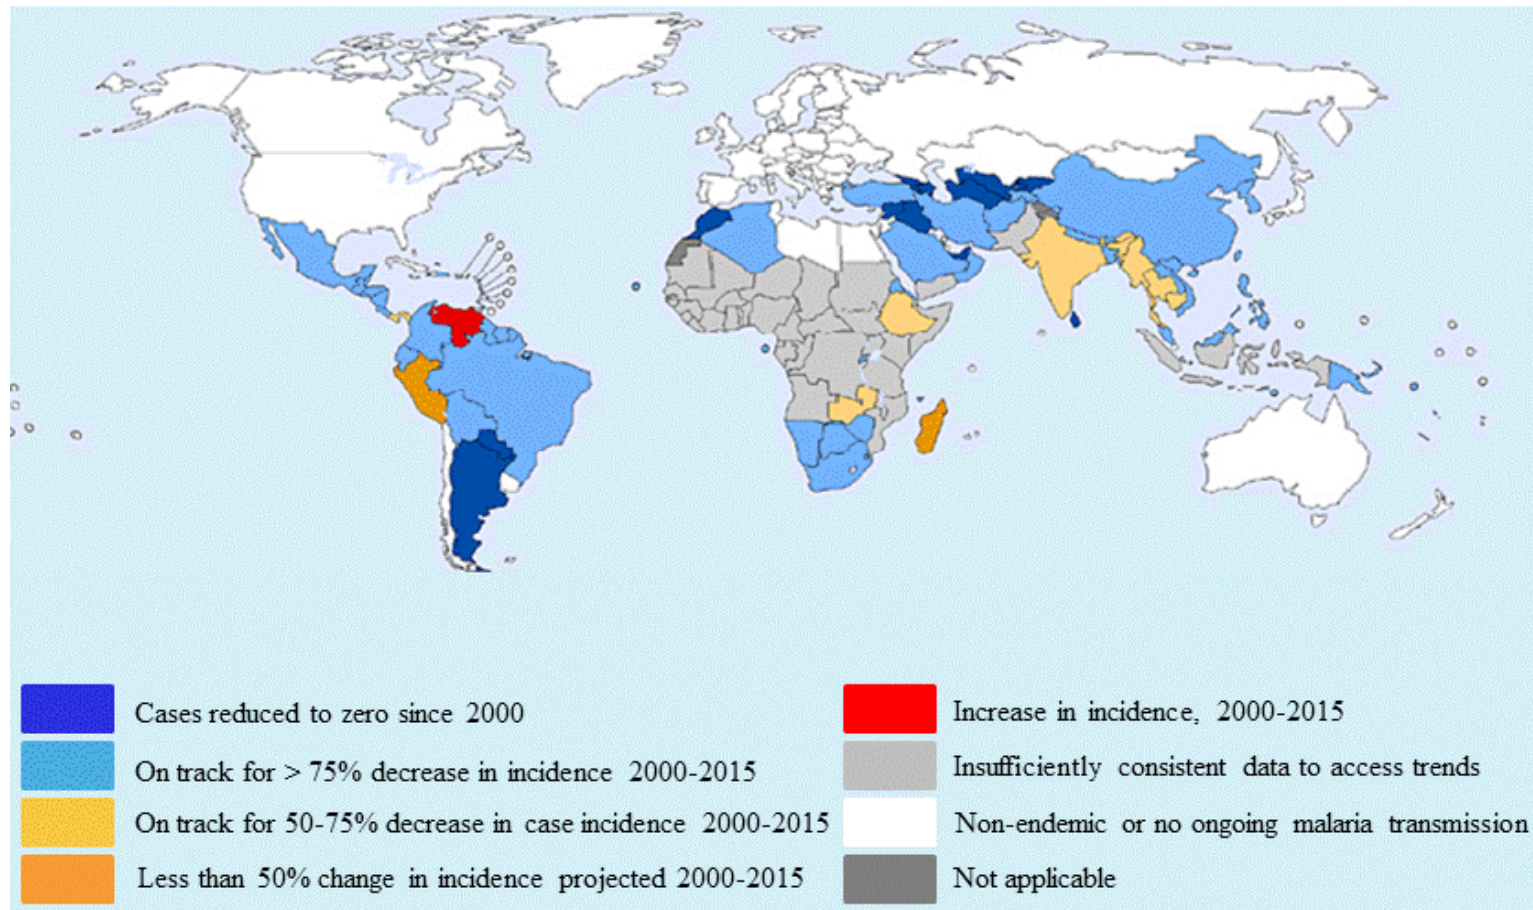 Cases reduced to zero since 2000
On track for > 75% decrease in incidence 2000-2015
On track for 50-75% decrease in case incidence 2000-2015
Less than 50% change in incidence projected 2000-2015
Increase in incidence, 2000-2015
Insufficiently consistent data to access trends
Non-endemic or no ongoing malaria transmission
Not applicable